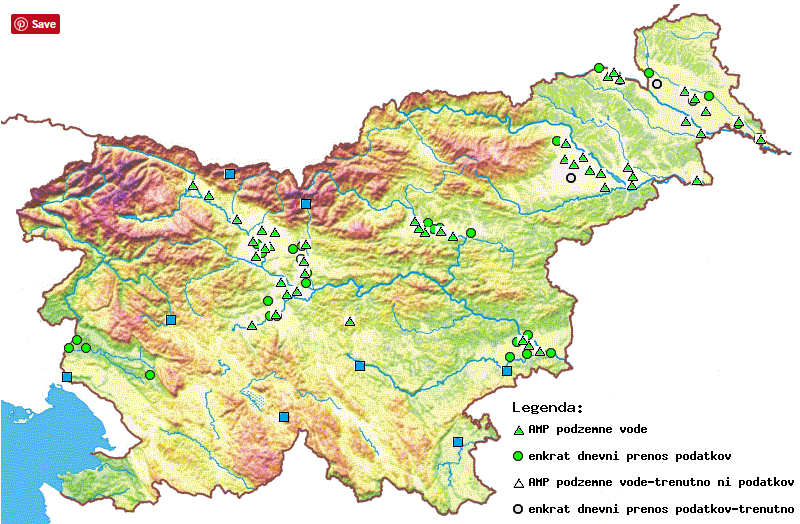 Save
Legenda:
AMP podzemne vode
enkrat dnevni prenos podatkov
AMP podzemne vode-trenutno ni podatkov
enkrat dnevni prenos podatkov-trenutno